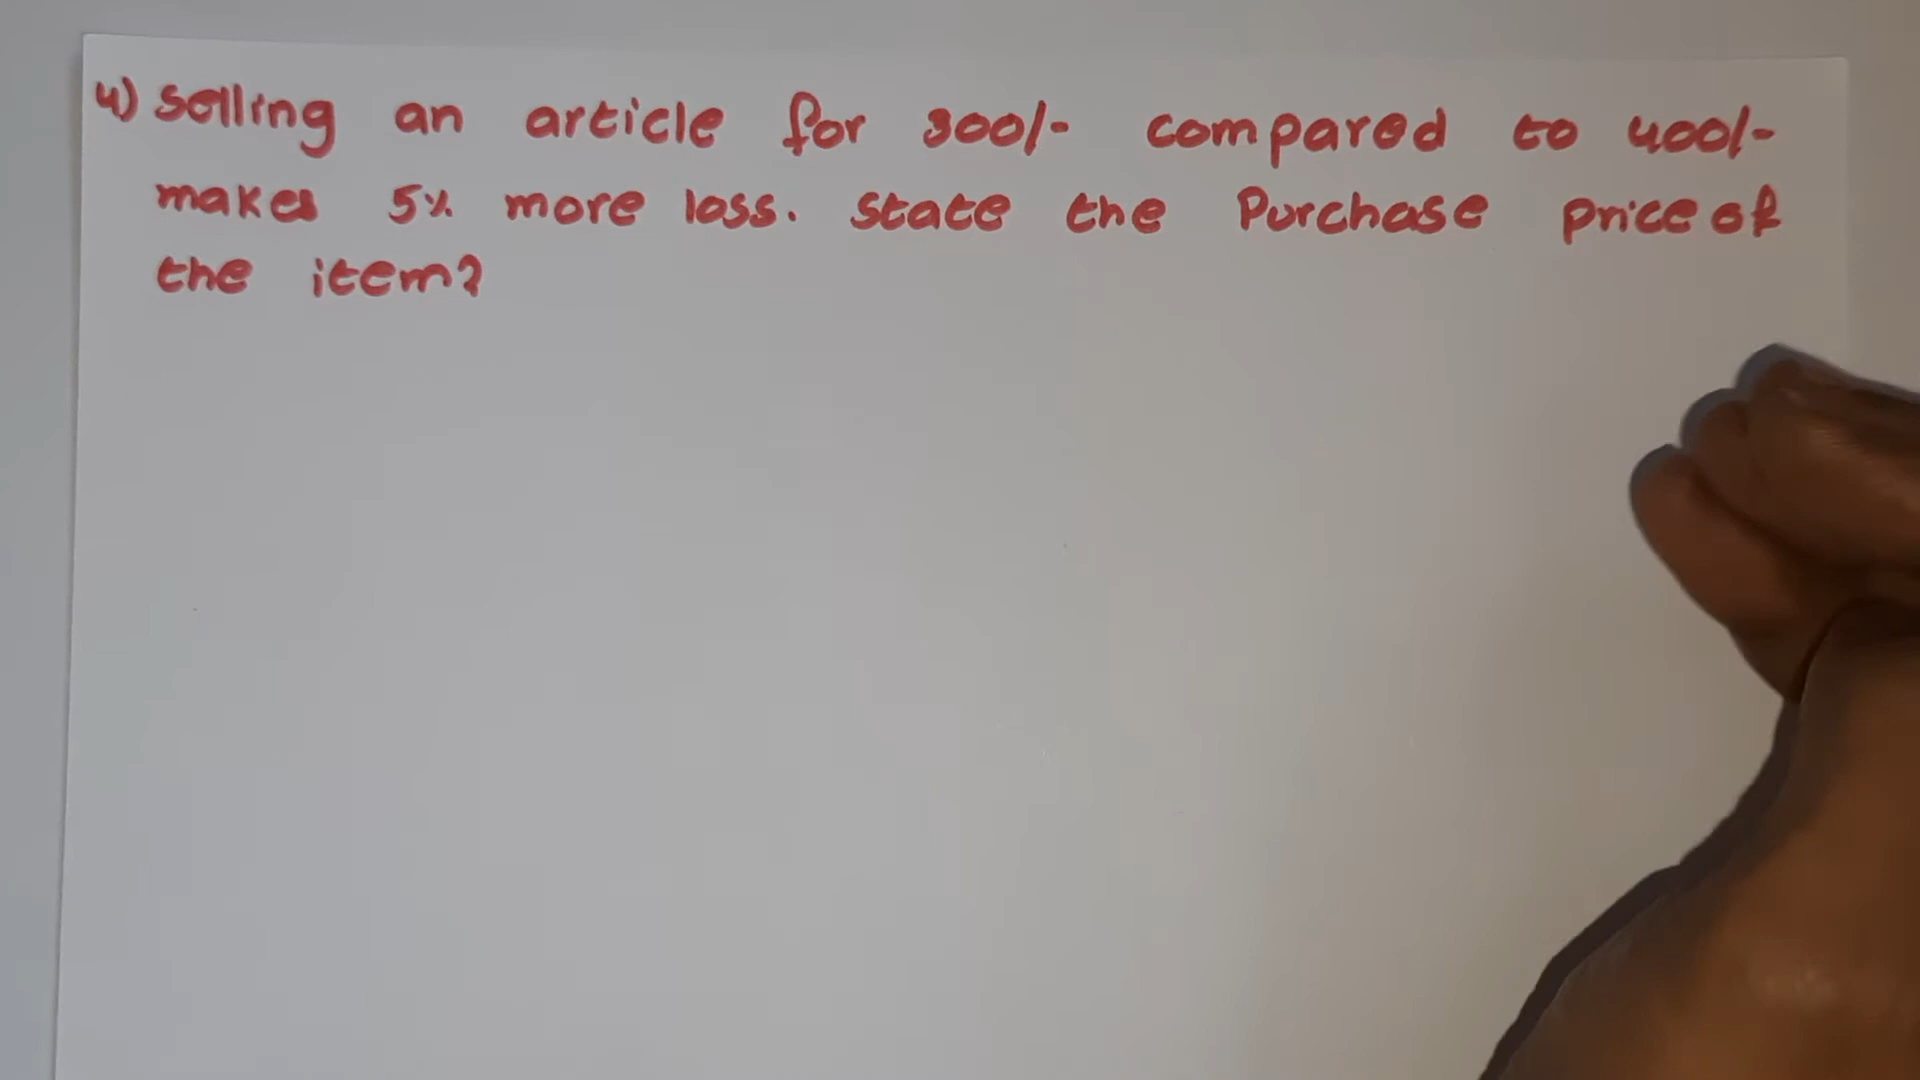 4) Selling an article for 300/- compared to 400/-
makes 5% more loss. State the Purchase price of
the item?